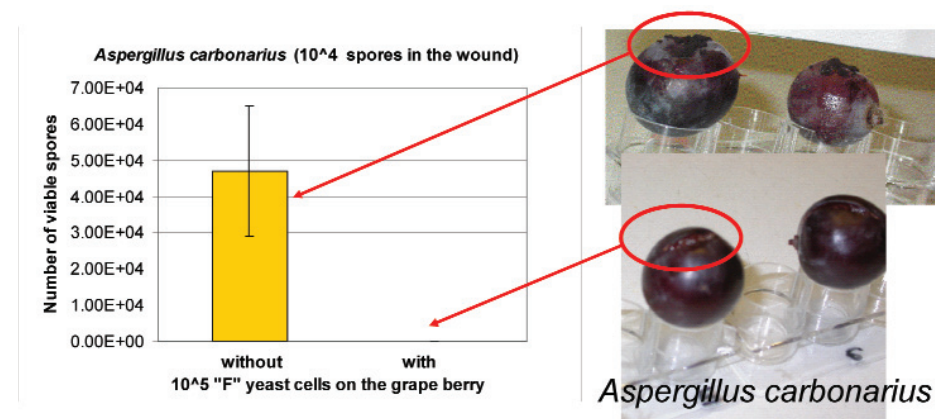 Aspergillus carbonarius (10^4 spores in the wound)
Number of viable spores
7.00E+04
6.00E+04
5.00E+04
4.00E+04
3.00E+04
2.00E+04
1.00E+04
0.00E+00
without with
10^5 "F" yeast cells on the grape berry
Aspergillus carbonarius